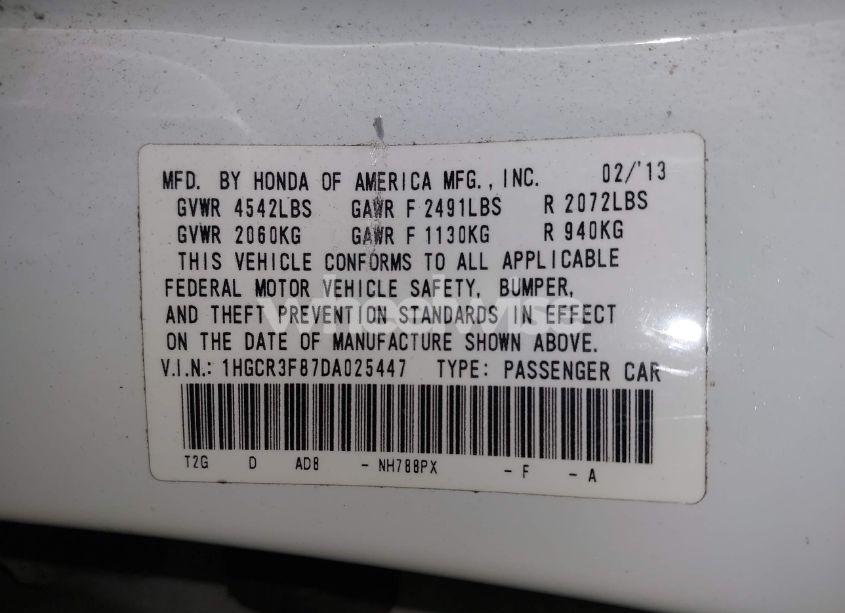 MFD. BY HONDA OF AMERICA MFG., INC. 02/'13
GVWR 4542LBS GAWR F 2491LBS R 2072LBS
GVWR 2060KG GAWR F 1130KG R 940KG
THIS VEHICLE CONFORMS TO ALL APPLICABLE
FEDERAL MOTOR VEHICLE SAFETY, BUMPER,
AND THEFT PREVENTION STANDARDS IN EFFECT
wheelwise
ON THE DATE OF MANUFACTURE SHOWN ABOVE.
V.I.N.: 1HGCR3F87DA025447 TYPE: PASSENGER CAR
T2G D AD8 - NH788PX - F - A